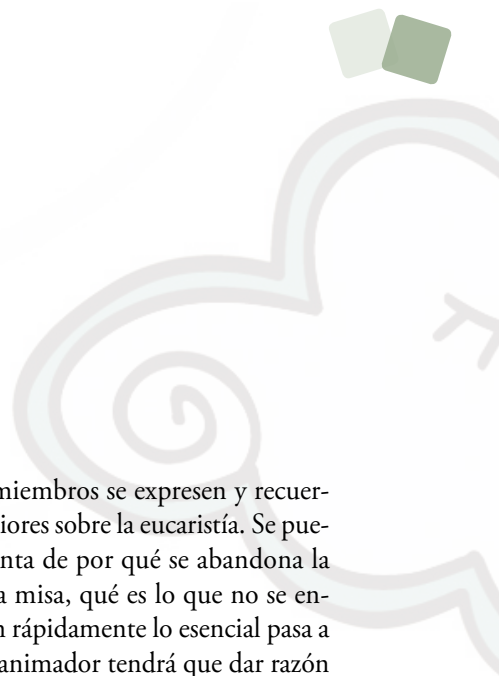 miembros se expresen y recuer-
iores sobre la eucaristía. Se pue-
nta de por qué se abandona la
a misa, qué es lo que no se en-
n rápidamente lo esencial pasa a
animador tendrá que dar razón